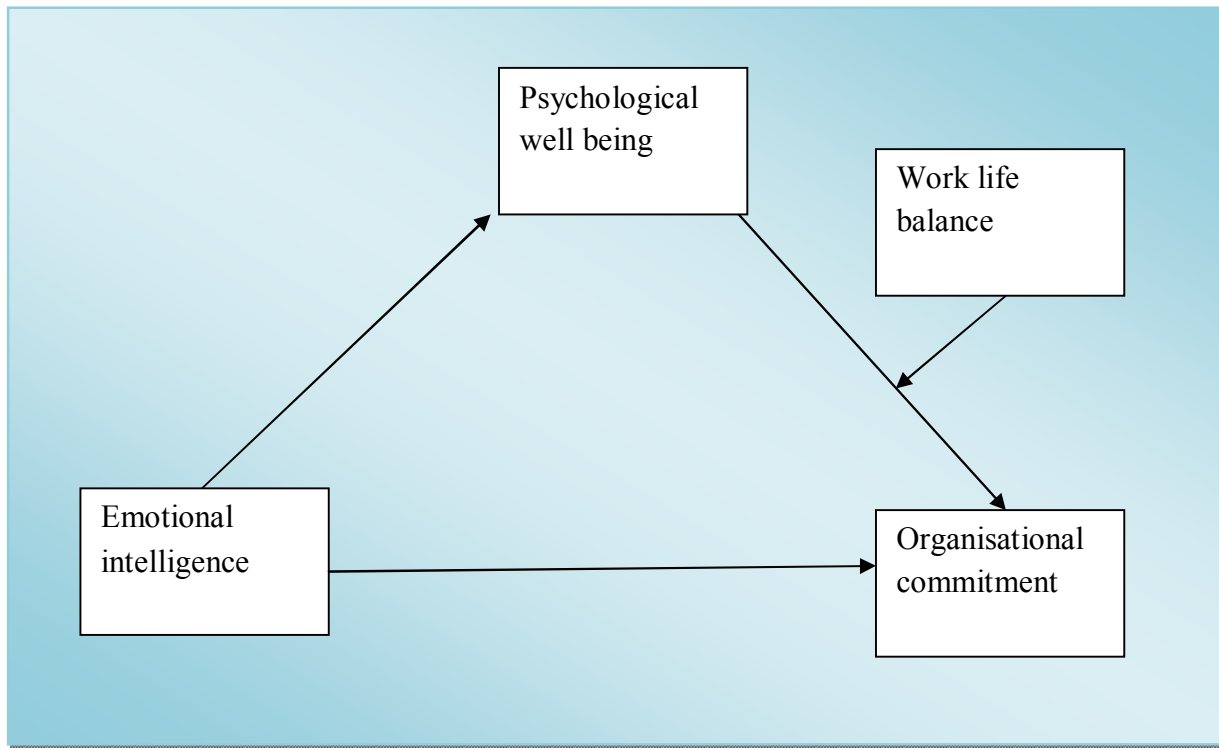 Psychological
well being
Work life
balance
Emotional
intelligence
Organisational
commitment